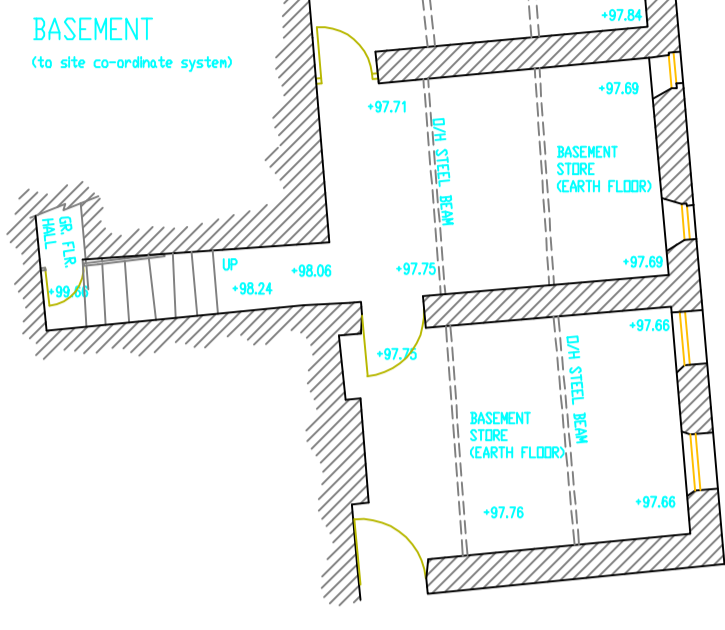 BASEMENT
(to site co-ordinate system)
+97.84
+97.69
+97.71
O/H STEEL BEAM
BASEMENT
STORE
(EARTH FLOOR)
GR. FLR.
HALL
+99.66
UP
+98.24
+98.06
+97.75
+97.69
+97.66
+97.75
O/H STEEL BEAM
BASEMENT
STORE
(EARTH FLOOR)
+97.76
+97.66